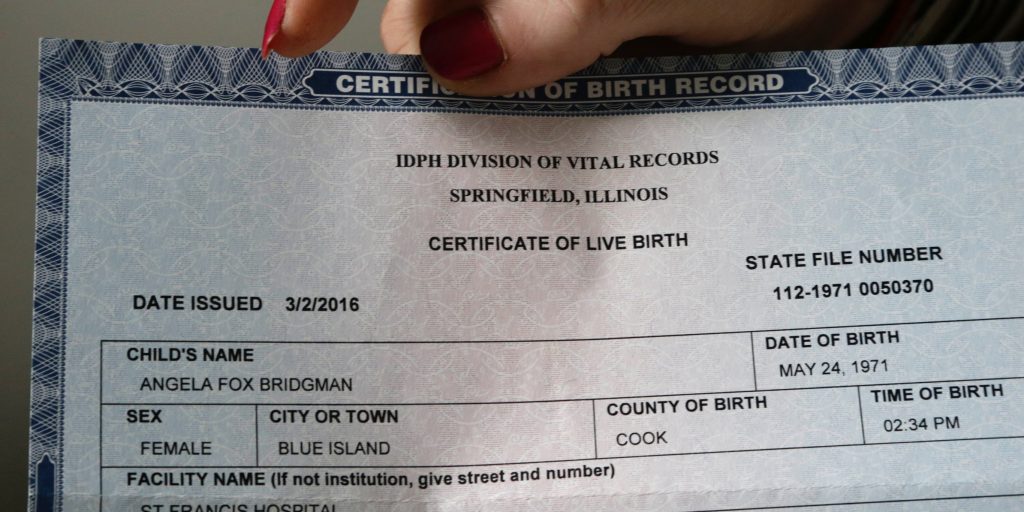 CERTIFICATION OF BIRTH RECORD
IDPH DIVISION OF VITAL RECORDS
SPRINGFIELD, ILLINOIS
CERTIFICATE OF LIVE BIRTH
STATE FILE NUMBER
112-1971 0050370
DATE ISSUED 3/2/2016
CHILD'S NAME
ANGELA FOX BRIDGMAN
DATE OF BIRTH
MAY 24, 1971
SEX
FEMALE
CITY OR TOWN
BLUE ISLAND
COUNTY OF BIRTH
COOK
TIME OF BIRTH
02:34 PM
FACILITY NAME (If not institution, give street and number)
ST FRANCIS HOSPITAL